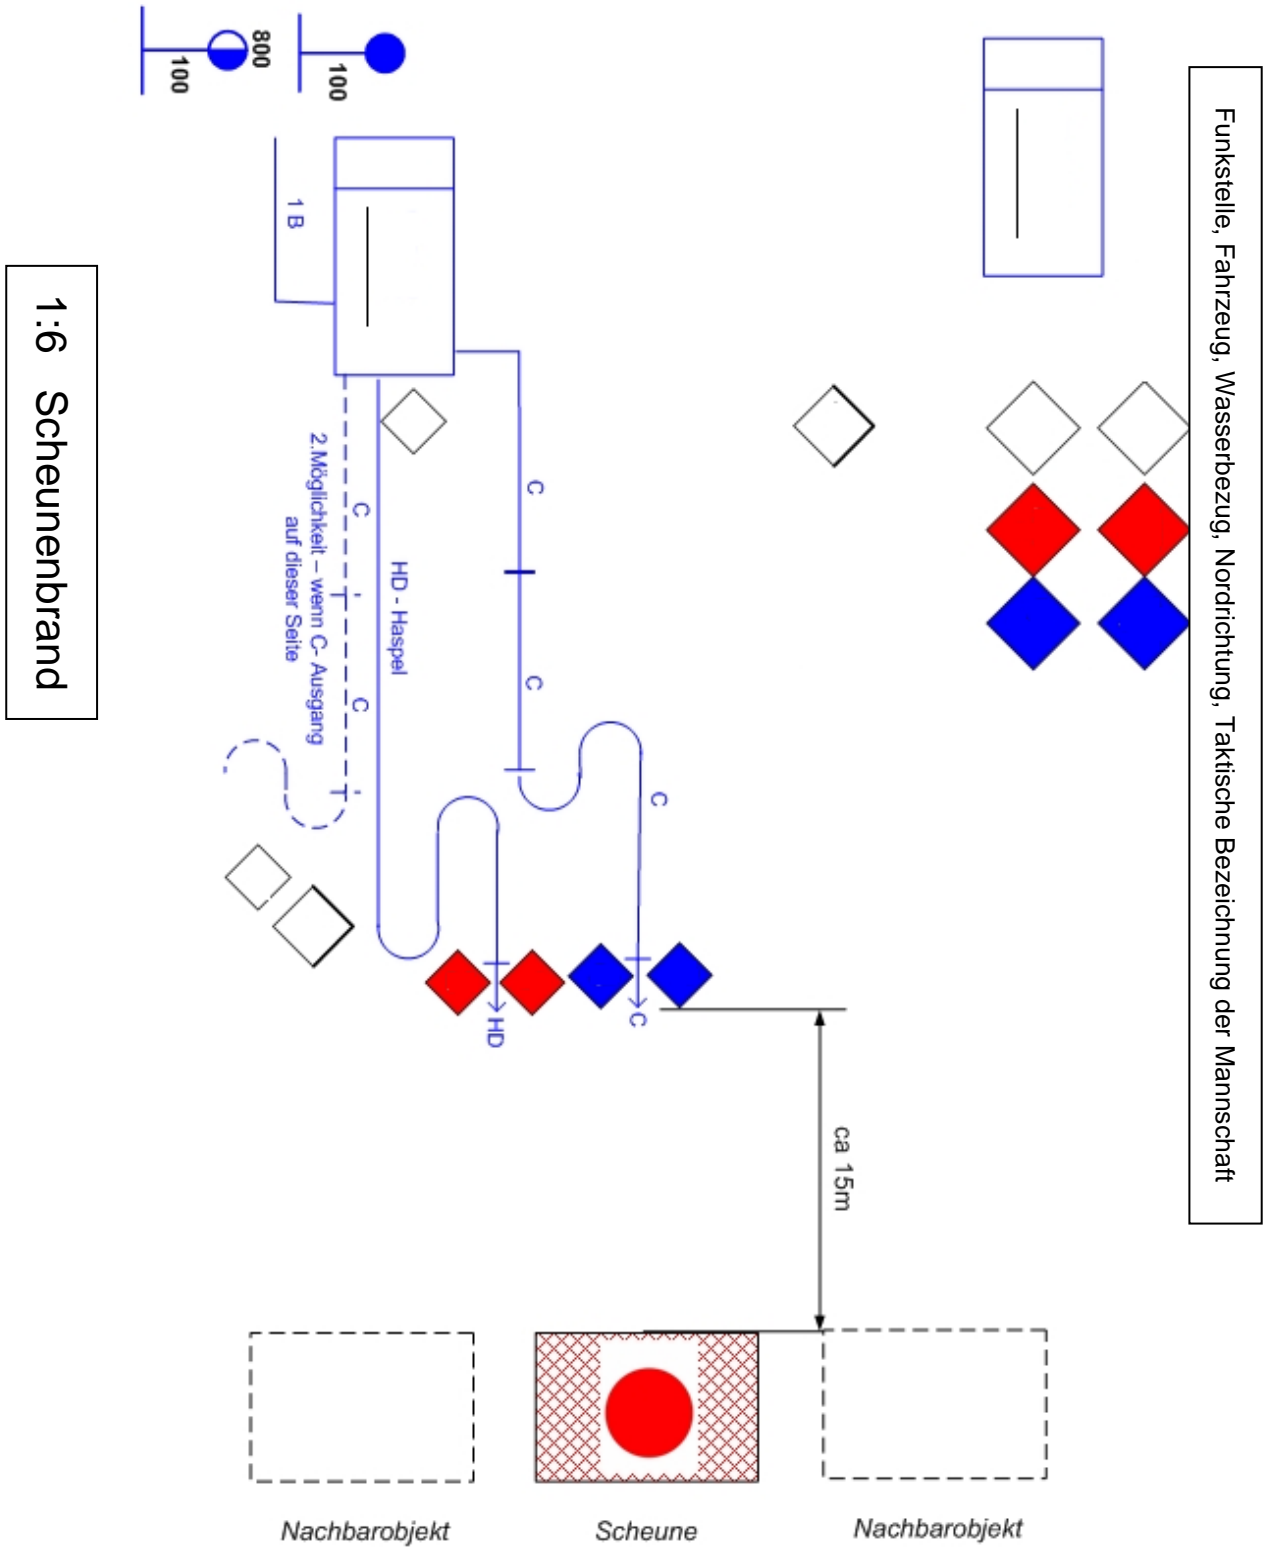 1:6 Scheunenbrand
Funkstelle, Fahrzeug, Wasserbezug, Nordrichtung, Taktische Bezeichnung der Mannschaft
800
100
100
1 B
C
C
C
HD - Haspel
C
C
2.Möglichkeit – wenn C- Ausgang
auf dieser Seite
HD
C
ca 15m
Nachbarobjekt
Scheune
Nachbarobjekt